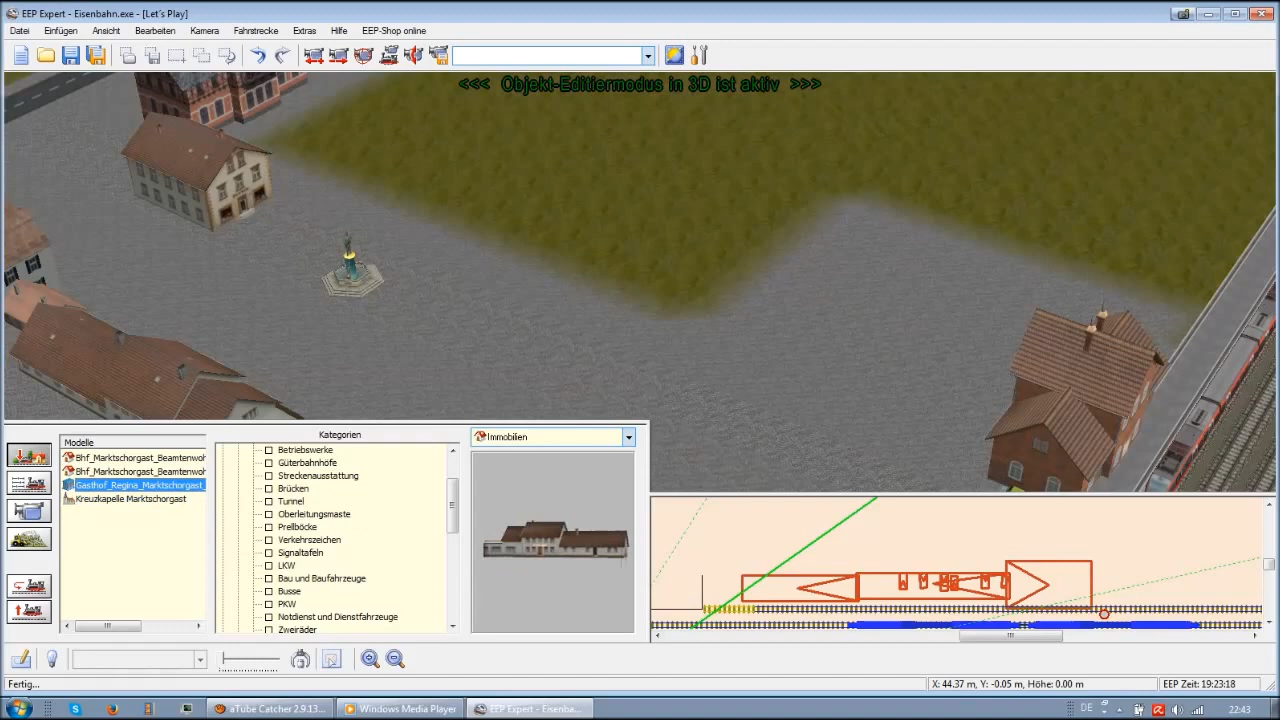 EEP Expert - Eisenbahn.exe - [Let´s Play]
Datei Einfügen Ansicht Bearbeiten Kamera Fahrstrecke Extras Hilfe EEP-Shop online
<<< Objekt-Editiermodus in 3D ist aktiv >>>
Modelle
Bhf_Marktschorgast_Beamtenwoh
Bhf_Marktschorgast_Beamtenwoh
Gasthof_Regina_Marktschorgast_
Kreuzkapelle Marktschorgast
Kategorien
Betriebswerke
Güterbahnhöfe
Streckenausstattung
Brücken
Tunnel
Oberleitungsmaste
Prellböcke
Verkehrszeichen
Signaltafeln
LKW
Bau und Baufahrzeuge
Busse
PKW
Notdienst und Dienstfahrzeuge
Zweiräder
Immobilien
Fertig...
X: 44.37 m, Y: -0.05 m, Höhe: 0.00 m
EEP Zeit: 19:23:18
aTube Catcher 2.9.13...
Windows Media Player
EEP Expert - Eisenba...
DE
22:43